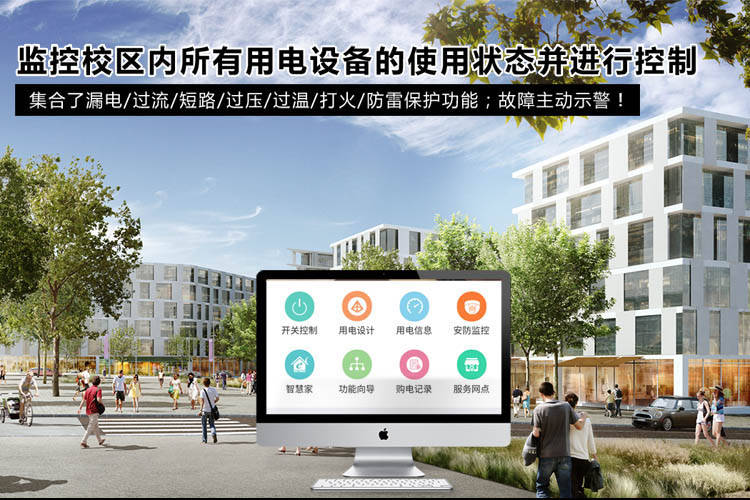 监控校区内所有用电设备的使用状态并进行控制
集合了漏电/过流/短路/过压/过温/打火/防雷保护功能；故障主动示警！
开关控制 用电设计 用电信息 安防监控
智慧家 功能向导 购电记录 服务网点